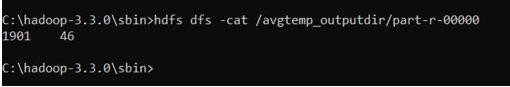 C:\hadoop-3.3.0\sbin>hdfs dfs -cat /avgtemp_outputdir/part-r-00000
1901    46
C:\hadoop-3.3.0\sbin>